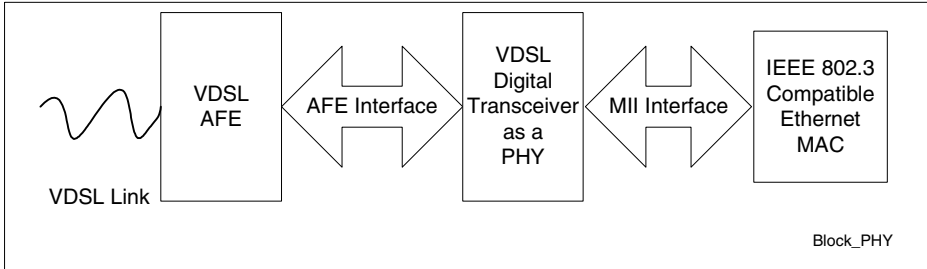 VDSL
AFE
AFE Interface
VDSL
Digital
Transceiver
as a
PHY
MII Interface
IEEE 802.3
Compatible
Ethernet
MAC
VDSL Link
Block_PHY